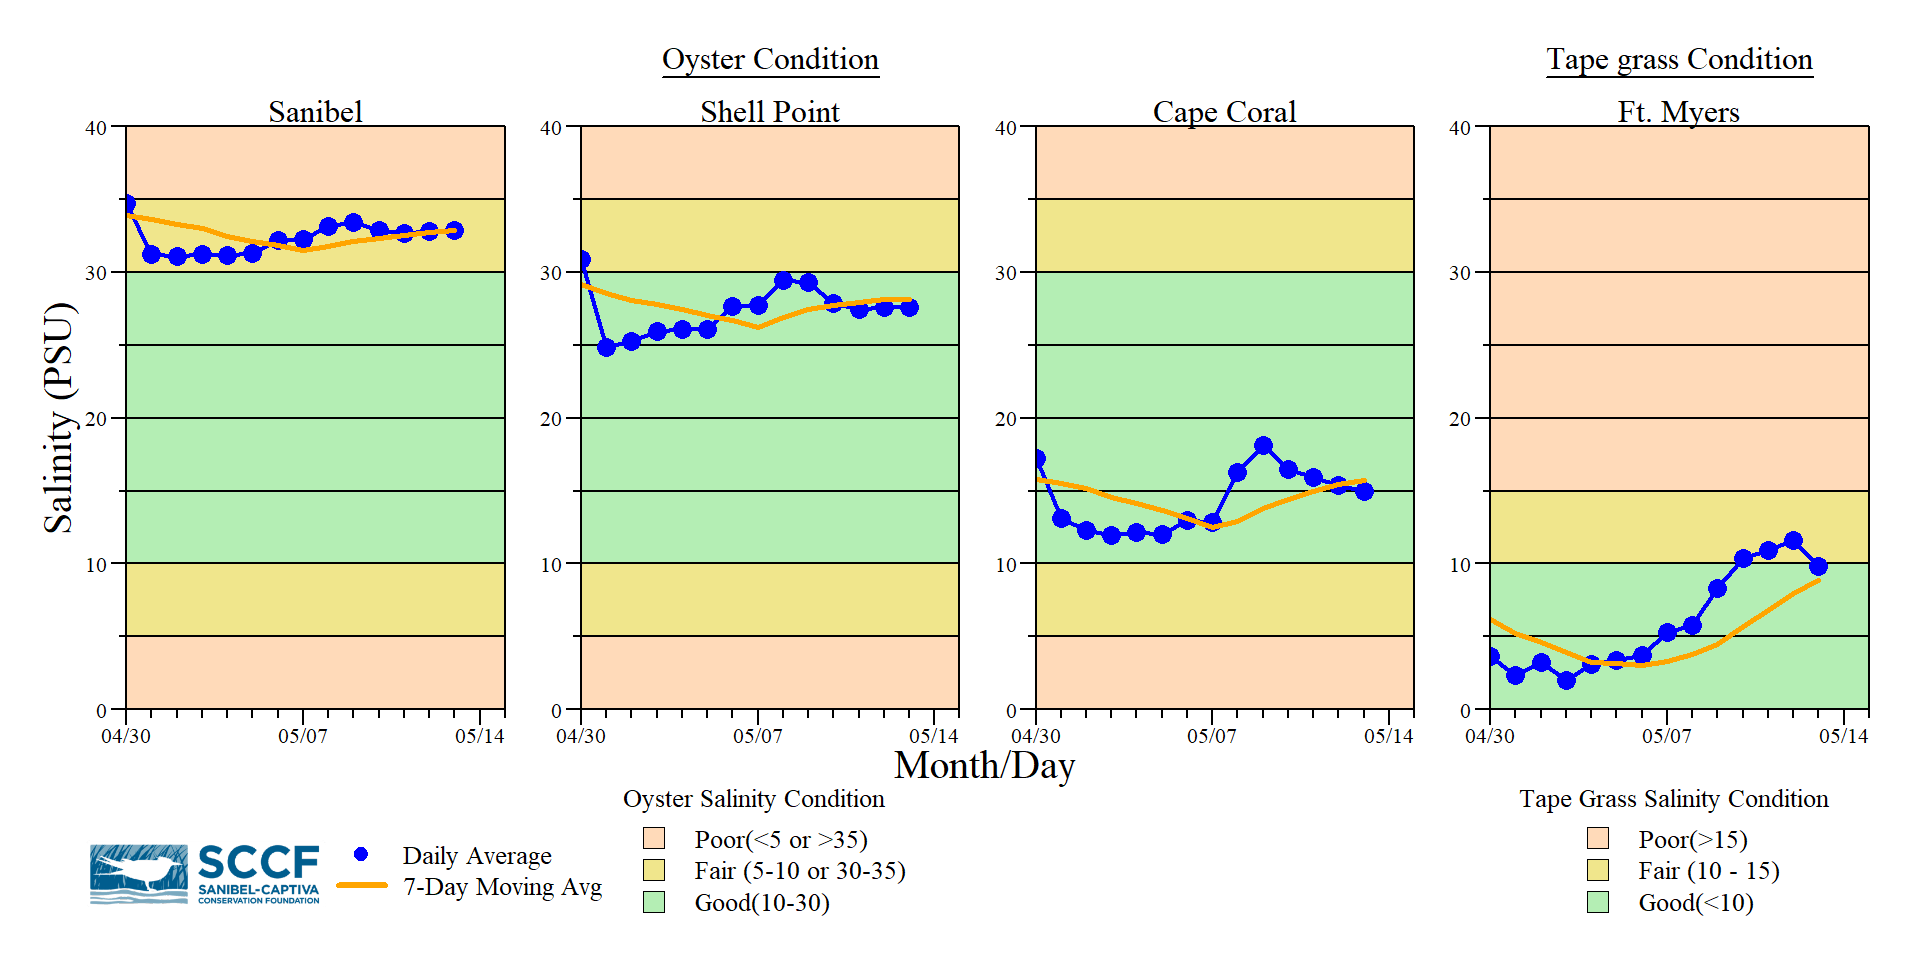 Oyster Condition
Tape grass Condition
Sanibel
Shell Point
Cape Coral
Ft. Myers
Salinity (PSU)
40
30
20
10
0
04/30
05/07
05/14
40
30
20
10
0
04/30
05/07
05/14
40
30
20
10
0
04/30
05/07
05/14
40
30
20
10
0
04/30
05/07
05/14
Month/Day
SCCF
SANIBEL-CAPTIVA
CONSERVATION FOUNDATION
Daily Average
7-Day Moving Avg
Oyster Salinity Condition
Poor(<5 or >35)
Fair (5-10 or 30-35)
Good(10-30)
Tape Grass Salinity Condition
Poor(>15)
Fair (10 - 15)
Good(<10)